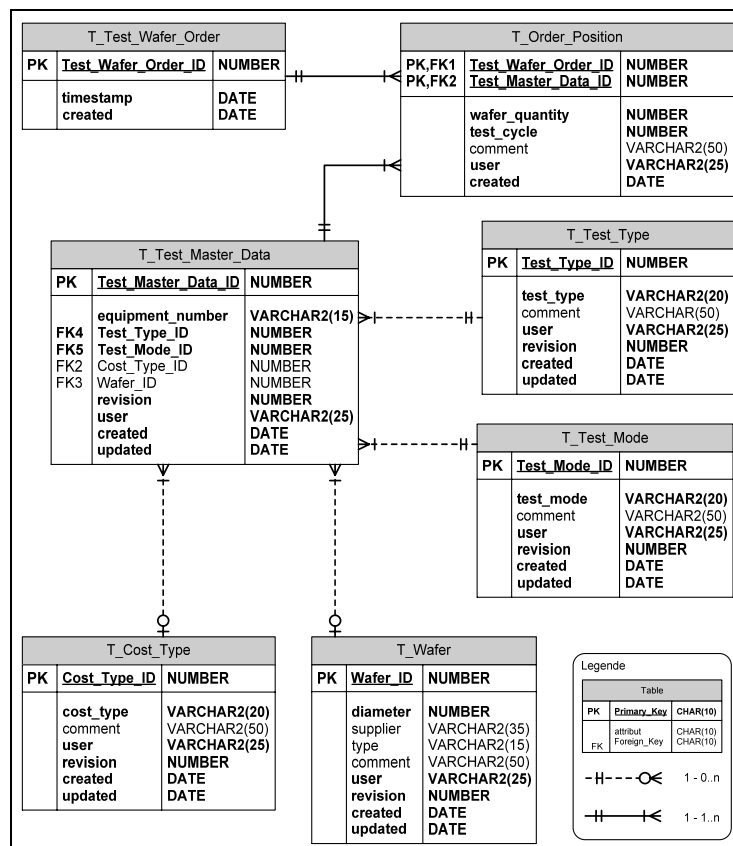 T_Test_Wafer_Order
PK Test_Wafer_Order_ID NUMBER
timestamp DATE
created DATE
T_Order_Position
PK,FK1 Test_Wafer_Order_ID NUMBER
PK,FK2 Test_Master_Data_ID NUMBER
wafer_quantity NUMBER
test_cycle NUMBER
comment VARCHAR2(50)
user VARCHAR2(25)
created DATE
T_Test_Master_Data
PK Test_Master_Data_ID NUMBER
equipment_number VARCHAR2(15)
FK4 Test_Type_ID NUMBER
FK5 Test_Mode_ID NUMBER
FK2 Cost_Type_ID NUMBER
FK3 Wafer_ID NUMBER
revision NUMBER
user VARCHAR2(25)
created DATE
updated DATE
T_Test_Type
PK Test_Type_ID NUMBER
test_type VARCHAR2(20)
comment VARCHAR(50)
user VARCHAR2(25)
revision NUMBER
created DATE
updated DATE
T_Test_Mode
PK Test_Mode_ID NUMBER
test_mode VARCHAR2(20)
comment VARCHAR2(50)
user VARCHAR2(25)
revision NUMBER
created DATE
updated DATE
T_Cost_Type
PK Cost_Type_ID NUMBER
cost_type VARCHAR2(20)
comment VARCHAR2(50)
user VARCHAR2(25)
revision NUMBER
created DATE
updated DATE
T_Wafer
PK Wafer_ID NUMBER
diameter NUMBER
supplier VARCHAR2(35)
type VARCHAR2(15)
comment VARCHAR2(50)
user VARCHAR2(25)
revision NUMBER
created DATE
updated DATE
Legende
Table
PK Primary_Key CHAR(10)
attribut CHAR(10)
FK Foreign_Key CHAR(10)
1 - 0..n
1 - 1..n